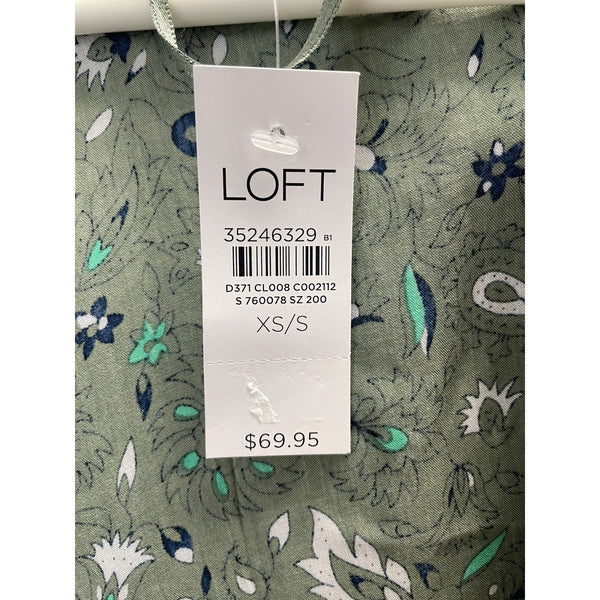 LOFT
35246329 B1
D371 CL008 C002112
S 760078 SZ 200
XS/S
$69.95